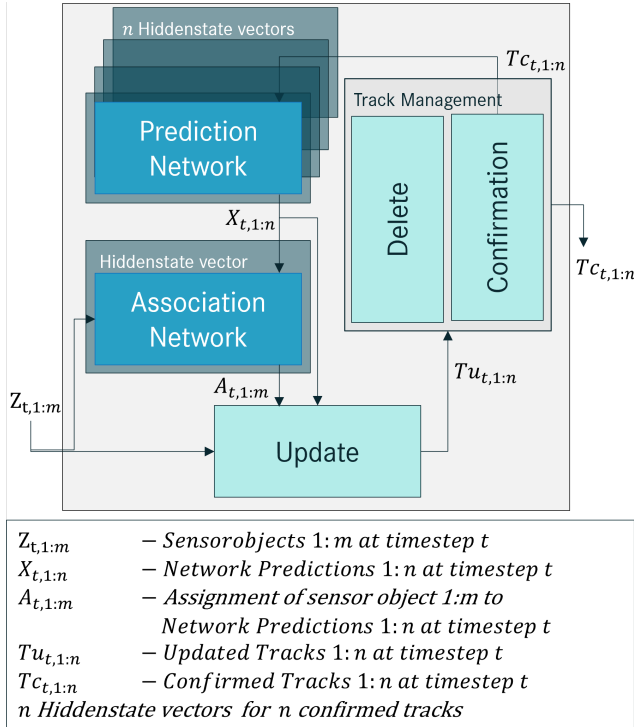 n Hiddenstate vectors
Tc_{t,1:n}
Track Management
Prediction
Network
Delete
Confirmation
X_{t,1:n}
Hiddenstate vector
Association
Network
Tc_{t,1:n}
A_{t,1:m}
Tu_{t,1:n}
Z_{t,1:m}
Update
Z_{t,1:m} – Sensorobjects 1:m at timestep t
X_{t,1:n} – Network Predictions 1:n at timestep t
A_{t,1:m} – Assignment of sensor object 1:m to
Network Predictions 1:n at timestep t
Tu_{t,1:n} – Updated Tracks 1:n at timestep t
Tc_{t,1:n} – Confirmed Tracks 1:n at timestep t
n Hiddenstate vectors for n confirmed tracks